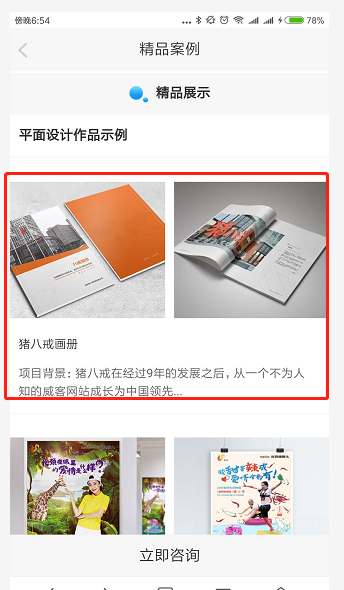 傍晚6:54
78%
精品案例
精品展示
平面设计作品示例
猪八戒画册
项目背景: 猪八戒在经过9年的发展之后, 从一个不为人
知的威客网站成长为中国领先...
立即咨询